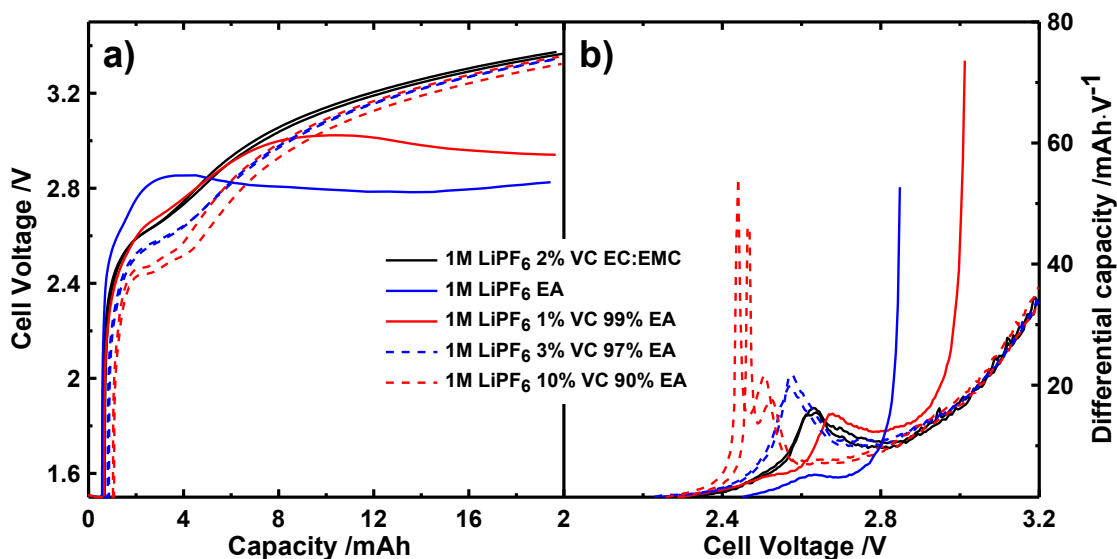 a)
b)
Cell Voltage /V
3.2
2.8
2.4
2
1.6
0
4
8
12
16
2
Capacity /mAh
1M LiPF6 2% VC EC:EMC
1M LiPF6 EA
1M LiPF6 1% VC 99% EA
1M LiPF6 3% VC 97% EA
1M LiPF6 10% VC 90% EA
2.4
2.8
3.2
Cell Voltage /V
80
60
40
20
Differential capacity /mAh·V⁻¹